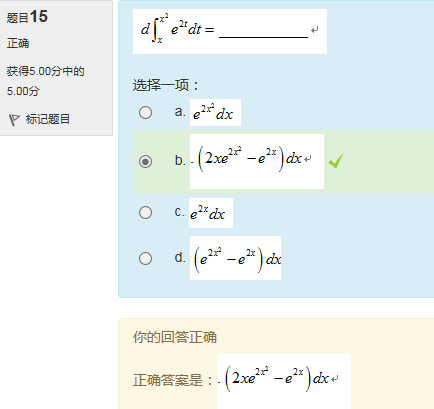 题目15
正确
获得5.00分中的
5.00分
标记题目
d∫ₓ^(x²) e^(2t)dt = ____________ ↵
选择一项：
a. e^(2x²)dx
b. .(2xe^(2x²) − e^(2x))dx↵
c. e^(2x)dx
d. (e^(2x²) − e^(2x))dx
你的回答正确
正确答案是：.(2xe^(2x²) − e^(2x))dx↵